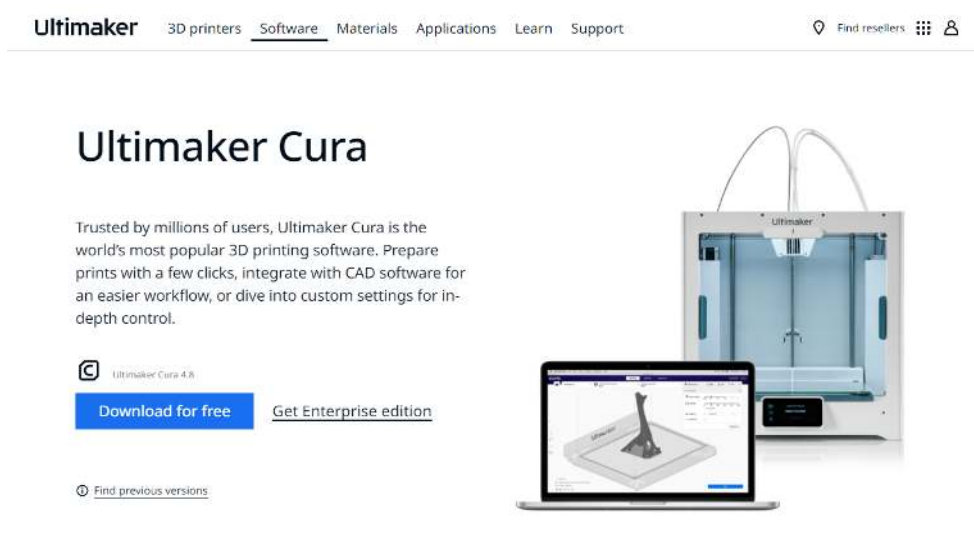 Ultimaker 3D printers Software Materials Applications Learn Support Find resellers
Ultimaker Cura
Trusted by millions of users, Ultimaker Cura is the
world's most popular 3D printing software. Prepare
prints with a few clicks, integrate with CAD software for
an easier workflow, or dive into custom settings for in-
depth control.
Ultimaker Cura 4.8
Download for free Get Enterprise edition
Find previous versions
Ultimaker
Ultimaker